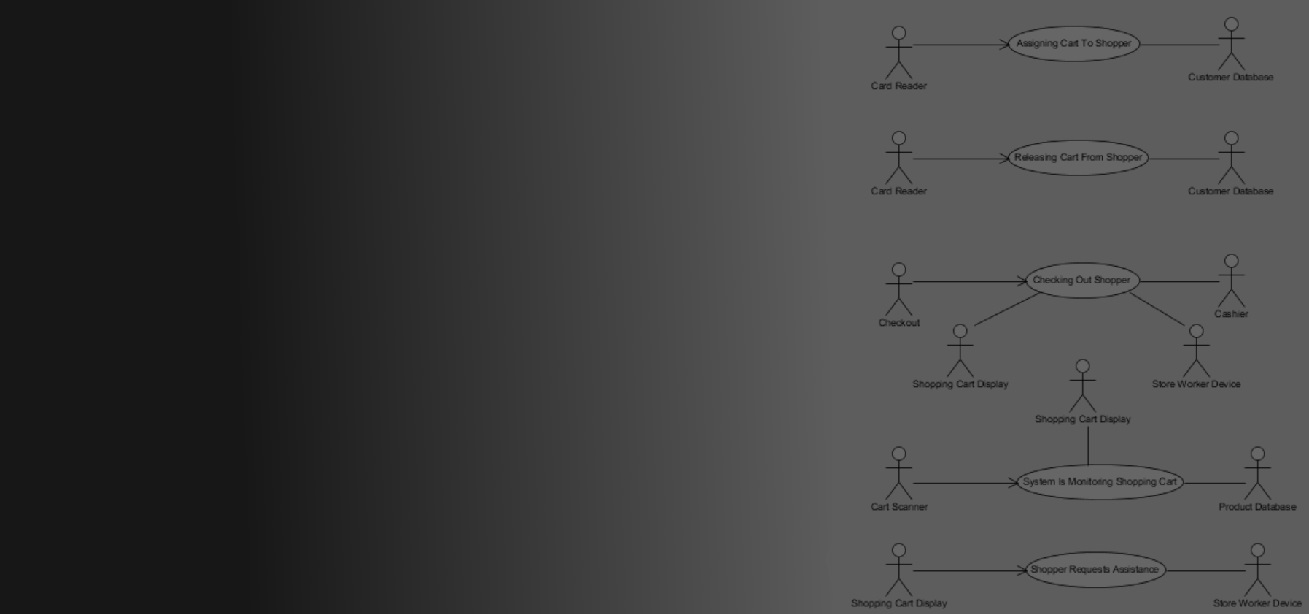 Assigning Cart To Shopper
Card Reader
Customer Database
Releasing Cart From Shopper
Card Reader
Customer Database
Checking Out Shopper
Checkout
Cashier
Shopping Cart Display
Store Worker Device
Shopping Cart Display
System Is Monitoring Shopping Cart
Cart Scanner
Product Database
Shopper Requests Assistance
Shopping Cart Display
Store Worker Device